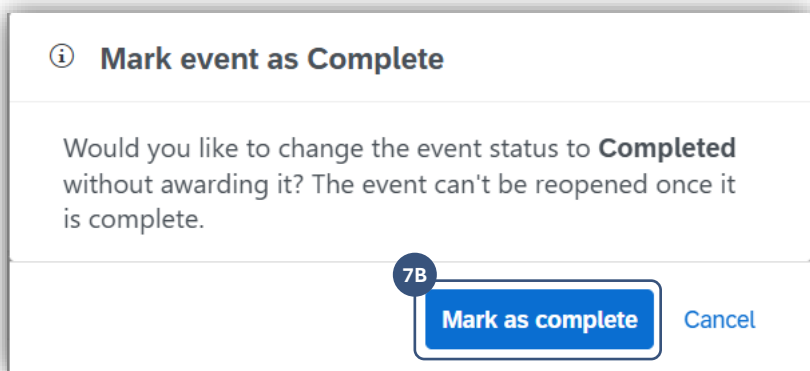 Mark event as Complete
Would you like to change the event status to Completed
without awarding it? The event can't be reopened once it
is complete.
7B
Mark as complete Cancel